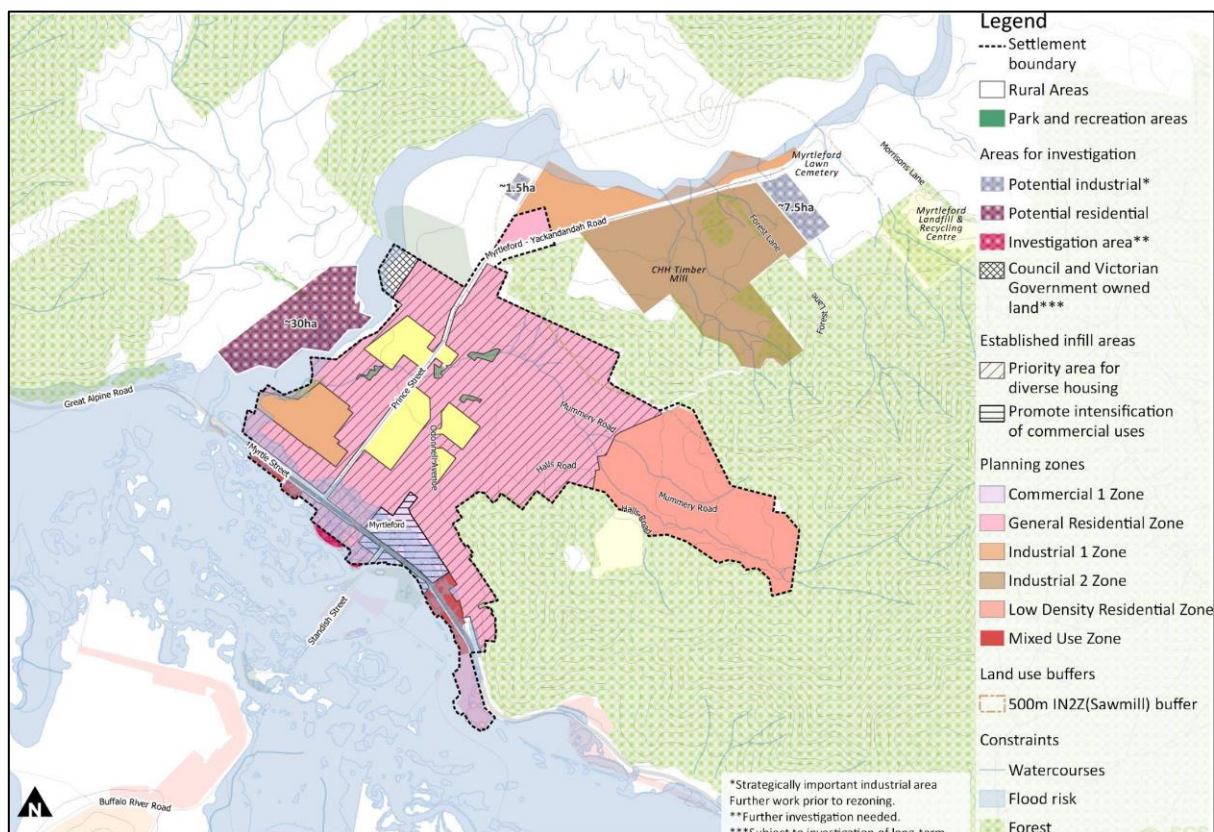 ~1.5ha
Myrtleford - Yackandandah Road
Myrtleford Lawn
Cemetery
Morrisons Lane
~7.5ha
Forest Lane
Myrtleford
Landfill &
Recycling
Centre
CHH Timber
Mill
Forest Lane
~30ha
Great Alpine Road
Prince Street
Odonnell Avenue
Mummery Road
Halls Road
Mummery Road
Halls Road
Myrtle Street
Myrtleford
Standish Street
Buffalo River Road
N
Legend
Settlement
boundary
Rural Areas
Park and recreation areas
Areas for investigation
Potential industrial*
Potential residential
Investigation area**
Council and Victorian
Government owned
land***
Established infill areas
Priority area for
diverse housing
Promote intensification
of commercial uses
Planning zones
Commercial 1 Zone
General Residential Zone
Industrial 1 Zone
Industrial 2 Zone
Low Density Residential Zone
Mixed Use Zone
Land use buffers
500m IN2Z(Sawmill) buffer
Constraints
Watercourses
Flood risk
Forest
*Strategically important industrial area
Further work prior to rezoning.
**Further investigation needed.
***Subject to investigation of long-term